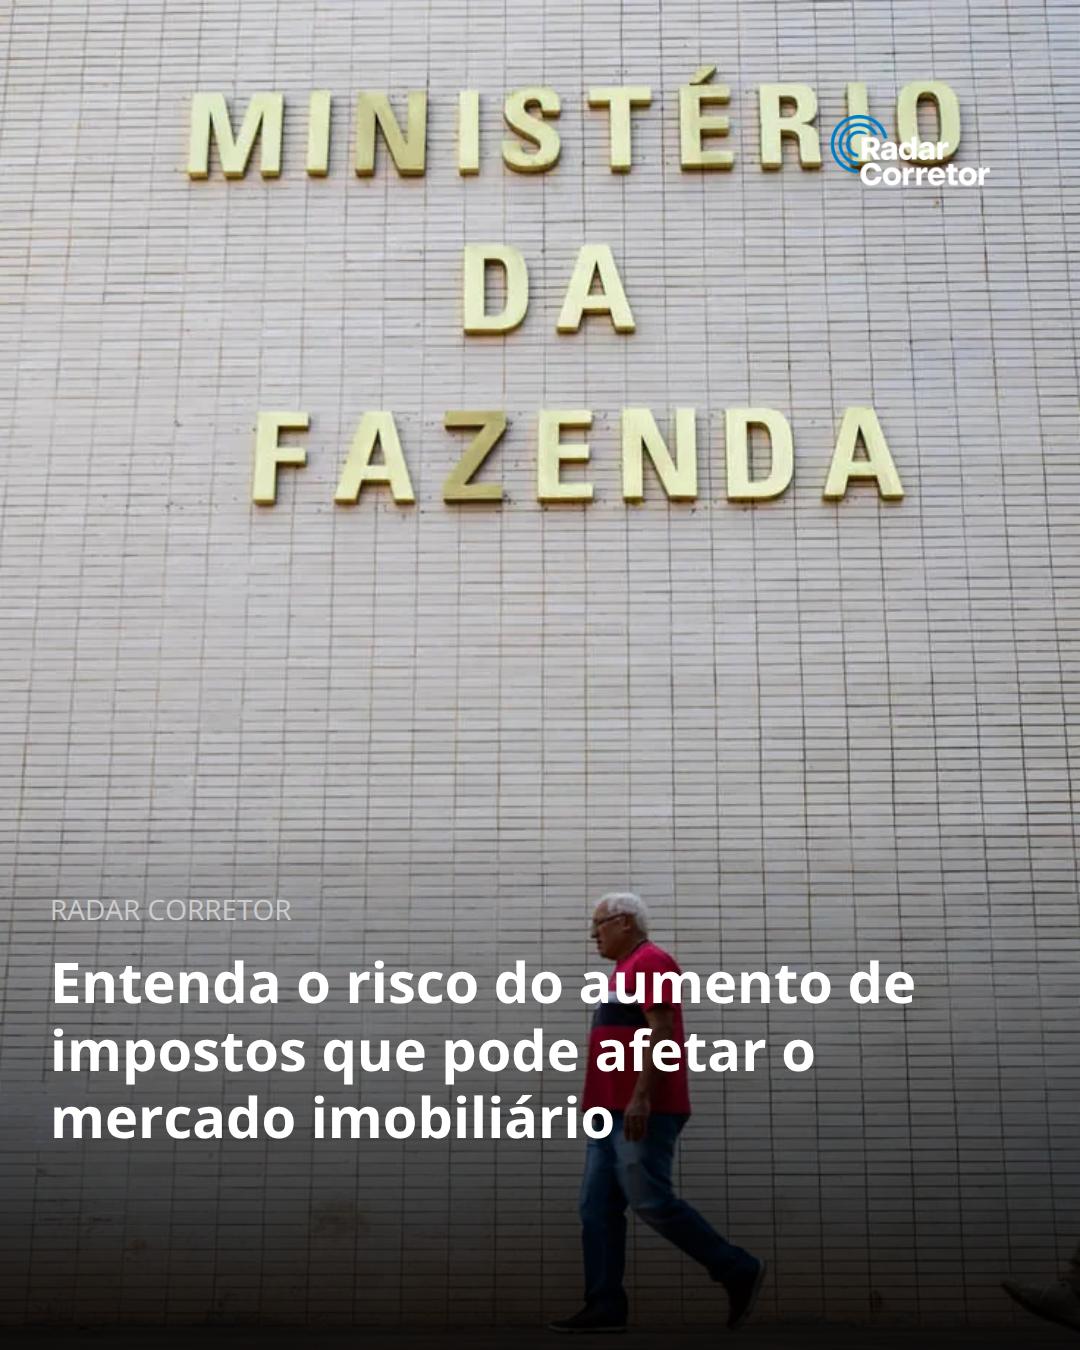 MINISTÉRIO
DA
FAZENDA
Radar
Corretor
RADAR CORRETOR
Entenda o risco do aumento de
impostos que pode afetar o
mercado imobiliário